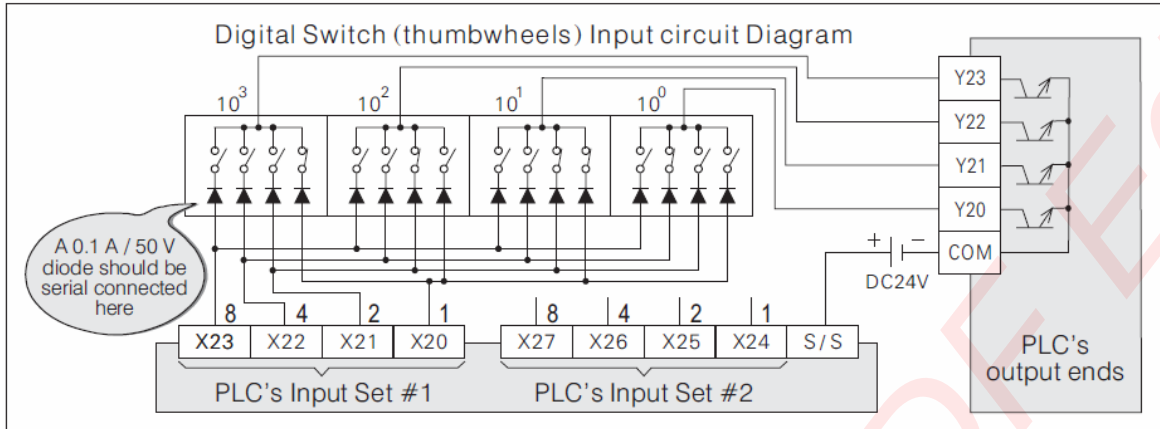 Digital Switch (thumbwheels) Input circuit Diagram
10³ 10² 10¹ 10⁰
Y23
Y22
Y21
Y20
COM
+ −
DC24V
A 0.1 A / 50 V
diode should be
serial connected
here
8 4 2 1 8 4 2 1
X23 X22 X21 X20 X27 X26 X25 X24 S/S
PLC's Input Set #1 PLC's Input Set #2
PLC's
output ends